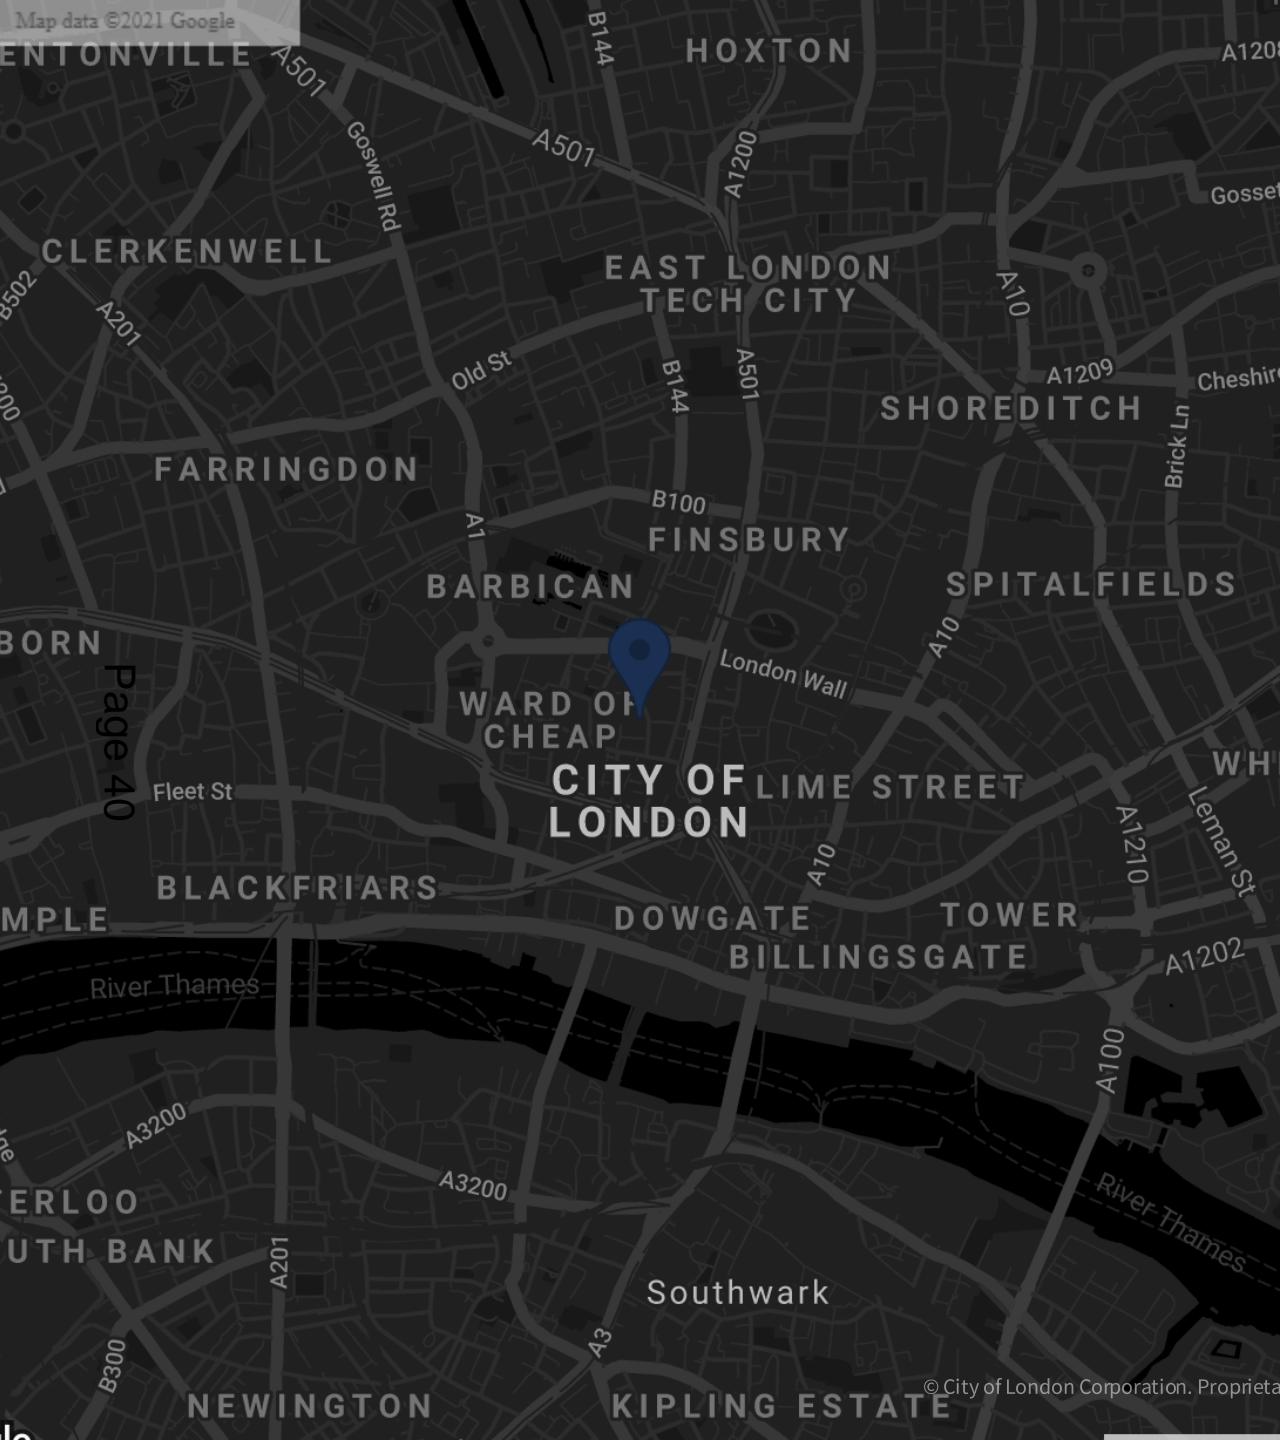 Map data ©2021 Google
ENTONVILLE
A501
B144
HOXTON
A120
Goswell Rd
A501
A1200
Gosset
CLERKENWELL
EAST LONDON
TECH CITY
B502
A201
A10
Old St
B144
A501
A1209
Cheshire
SHOREDITCH
Brick Ln
FARRINGDON
B100
A1
FINSBURY
BARBICAN
SPITALFIELDS
BORN
A10
London Wall
Page 40
WARD OF
CHEAP
CITY OF
LONDON
LIME STREET
WHI
Fleet St
Leman St
A1210
A10
BLACKFRIARS
MPLE
DOWGATE
TOWER
BILLINGSGATE
A1202
River Thames
A100
A3200
A3200
River Thames
ERLOO
UTH BANK
A201
Southwark
A3
B300
© City of London Corporation. Proprieta
NEWINGTON
KIPLING ESTATE